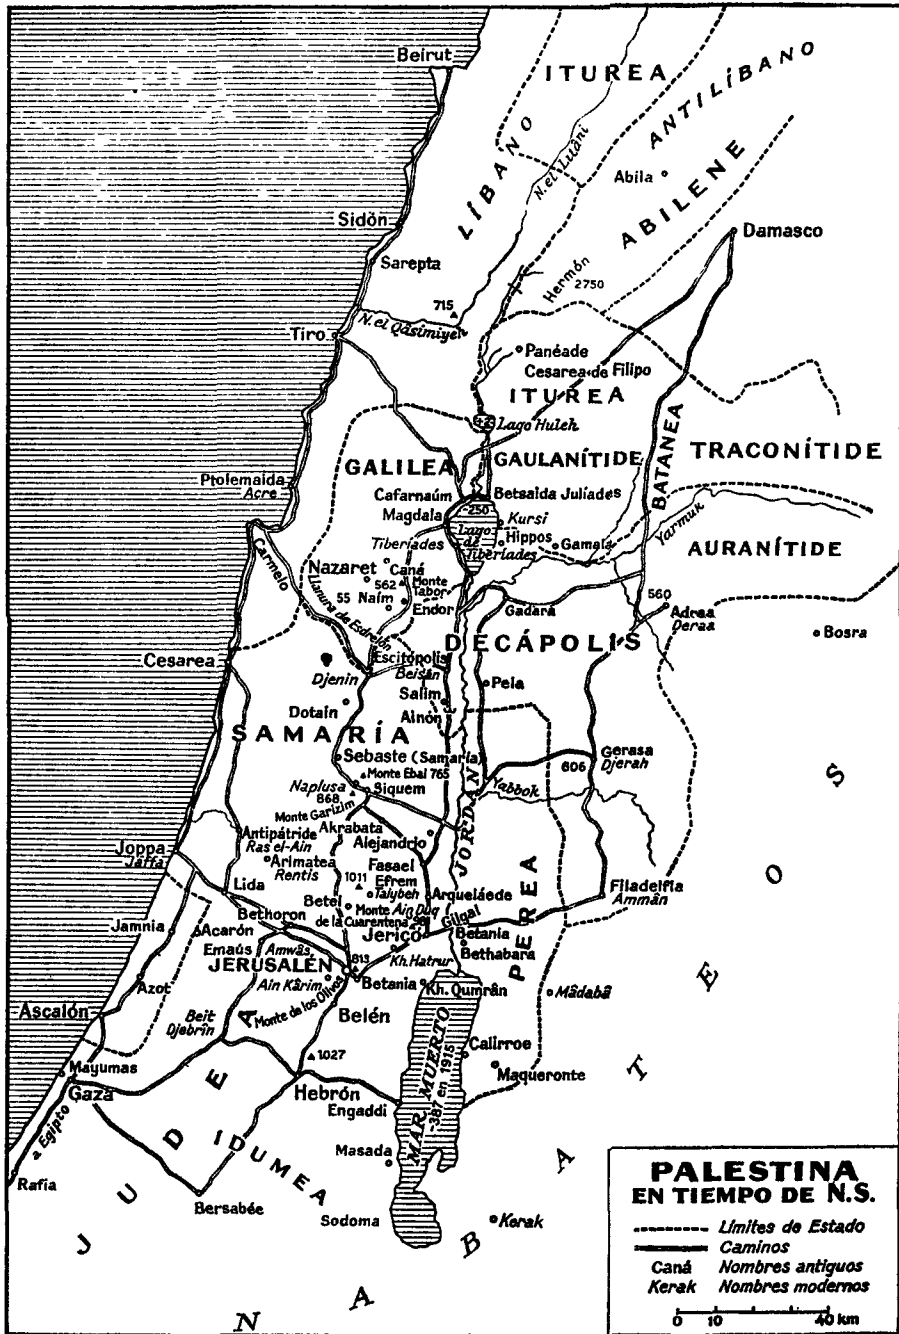 Beirut
ITUREA
ANTILÍBANO
LÍBANO
N. el Luâni
Abila
ABILENE
Sidón
Damasco
Sarepta
Hermón
2750
715
N. el Qâsimiyeh
Tiro
Panéade
Cesarea de Filipo
ITUREA
Lago Huleh
BATANEA
TRACONÍTIDE
GALILEA
GAULANÍTIDE
Ptolemaida
Acre
Cafarnaúm
Betsaida Julíades
-250
Magdala
Kursi
Lago
de
Tiberíades
Hippos
Gamala
Yarmuk
Tiberíades
AURANÍTIDE
Carmelo
Nazaret
Caná
562
Monte
Tabor
55
Naím
Endor
Llanura de Esdrelón
Gadará
560
Adraa
Deraa
Bosra
DECÁPOLIS
Cesarea
Escitópolis
Beisân
Djenin
Salim
Pela
Dotain
Ainón
SAMARÍA
Sebaste (Samaría)
Gerasa
Djerah
606
Monte Ebal 765
Naplusa
Siquem
868
Monte Garizim
Yabbok
JORDÁN
Akrabata
Alejandrio
Antipátride
Ras el-Ain
Joppa
Jaffa
Arimatea
Rentis
Fasael
1011
Efrem
Talybeh
PEREA
Lida
Betel
Arqueláede
Filadelfia
Ammân
Monte Ain Duq
de la Cuarentena
Gilgal
Jamnia
Acarón
Bethoron
Jericó
Betania
Bethabara
Emaús
Amwâs
Kh. Hatrur
JERUSALÉN
813
Ain Kârim
Betania
Kh. Qumrân
Mâdabâ
Azot
Monte de los Olivos
Ascalón
Beit
Djebrîn
Belén
Calirroe
Maqueronte
1027
MAR MUERTO
-387 en 1915
Mayumas
Gaza
Hebrón
Engaddi
a Egipto
JUDEA
IDUMEA
Masada
Rafia
Bersabée
Sodoma
Kerak
NABATEOS
PALESTINA
EN TIEMPO DE N.S.
Límites de Estado
Caminos
Caná Nombres antiguos
Kerak Nombres modernos
0 10 40 km